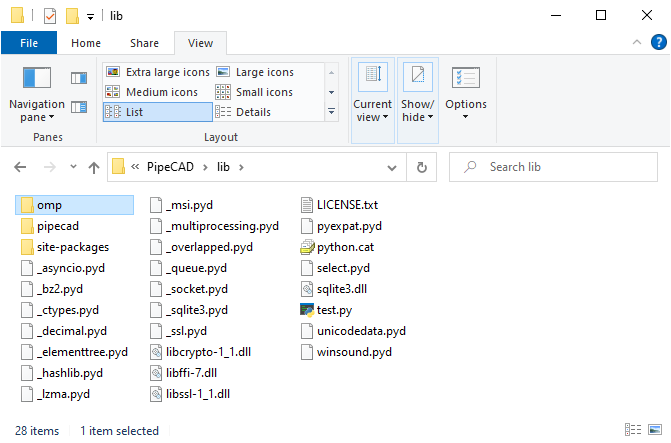 lib
File Home Share View
Navigation pane
Panes
Extra large icons Large icons
Medium icons Small icons
List Details
Layout
Current view
Show/ hide
Options
« PipeCAD > lib >
Search lib
omp
pipecad
site-packages
_asyncio.pyd
_bz2.pyd
_ctypes.pyd
_decimal.pyd
_elementtree.pyd
_hashlib.pyd
_lzma.pyd
_msi.pyd
_multiprocessing.pyd
_overlapped.pyd
_queue.pyd
_socket.pyd
_sqlite3.pyd
_ssl.pyd
libcrypto-1_1.dll
libffi-7.dll
libssl-1_1.dll
LICENSE.txt
pyexpat.pyd
python.cat
select.pyd
sqlite3.dll
test.py
unicodedata.pyd
winsound.pyd
28 items 1 item selected